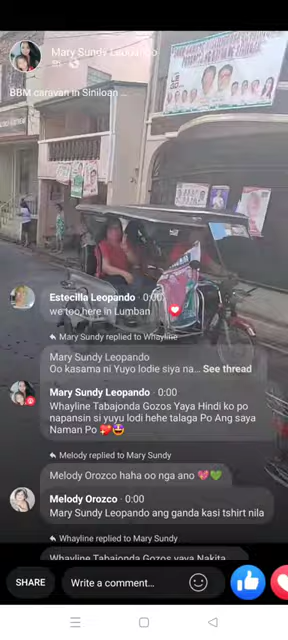 Mary Sundy Leopando
BBM caravan in Siniloan ...
Estecilla Leopando · 0:00
we too,here in Lumban
Mary Sundy replied to Whayline
Mary Sundy Leopando
Oo kasama ni Yuyo lodie siya na... See thread
Mary Sundy Leopando · 0:00
Whayline Tabajonda Gozos Yaya Hindi ko po
napansin si yuyu lodi hehe talaga Po Ang saya
Naman Po 💖🤩
Melody replied to Mary Sundy
Melody Orozco haha oo nga ano 💖💚
Melody Orozco · 0:00
Mary Sundy Leopando ang ganda kasi tshirt nila
Whayline replied to Mary Sundy
Whayline Tabajonda Gozos yaya Nakita
SHARE
Write a comment...